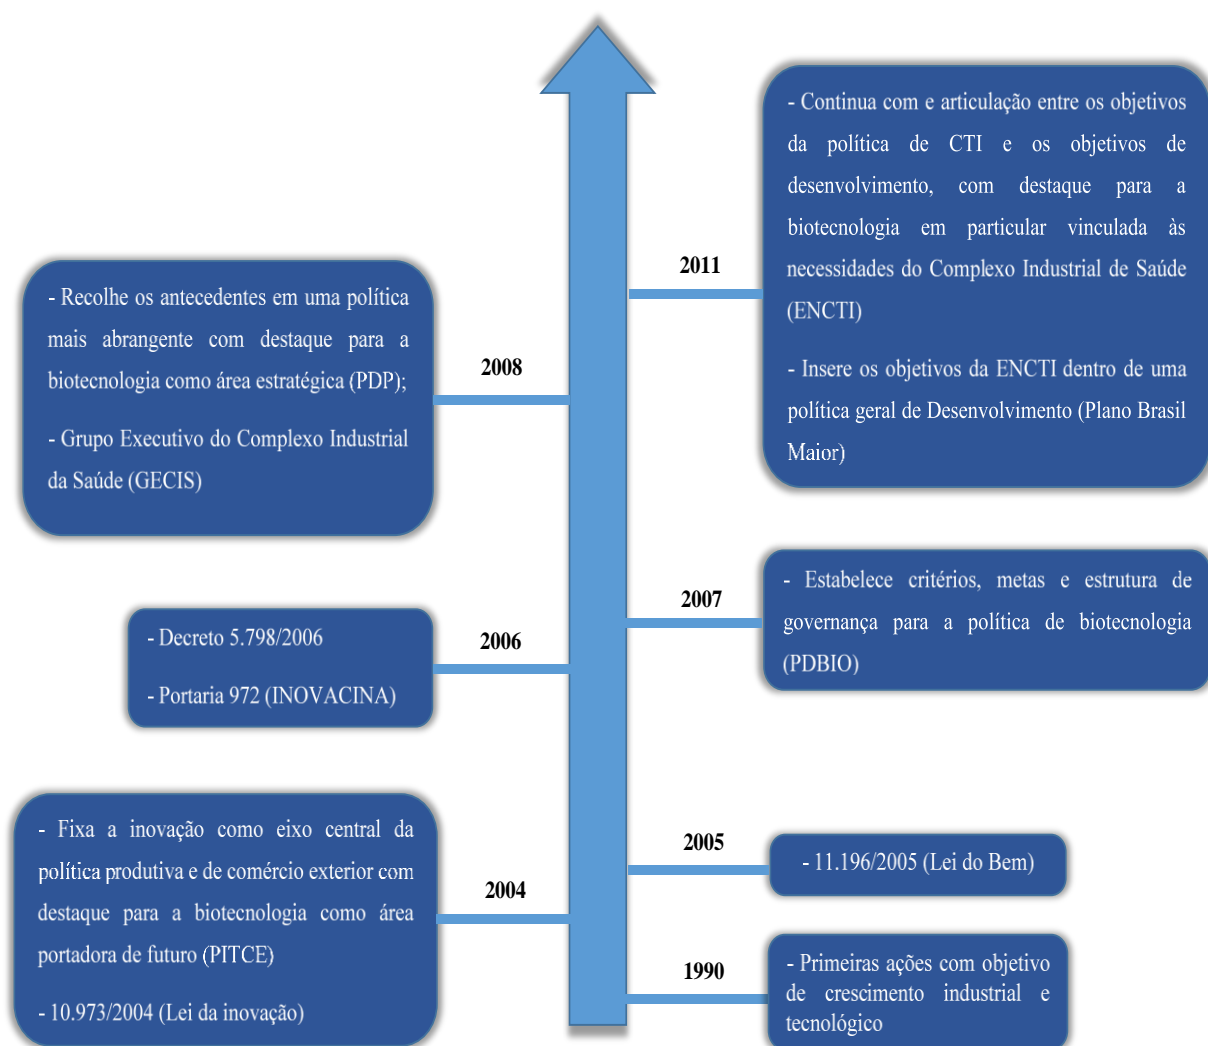 - Continua com e articulação entre os objetivos
da política de CTI e os objetivos de
desenvolvimento, com destaque para a
biotecnologia em particular vinculada às
necessidades do Complexo Industrial de Saúde
(ENCTI)
- Insere os objetivos da ENCTI dentro de uma
política geral de Desenvolvimento (Plano Brasil
Maior)
2011
- Recolhe os antecedentes em uma política
mais abrangente com destaque para a
biotecnologia como área estratégica (PDP);
- Grupo Executivo do Complexo Industrial
da Saúde (GECIS)
2008
2007
- Estabelece critérios, metas e estrutura de
governança para a política de biotecnologia
(PDBIO)
- Decreto 5.798/2006
- Portaria 972 (INOVACINA)
2006
2005
- 11.196/2005 (Lei do Bem)
- Fixa a inovação como eixo central da
política produtiva e de comércio exterior com
destaque para a biotecnologia como área
portadora de futuro (PITCE)
- 10.973/2004 (Lei da inovação)
2004
1990
- Primeiras ações com objetivo
de crescimento industrial e
tecnológico